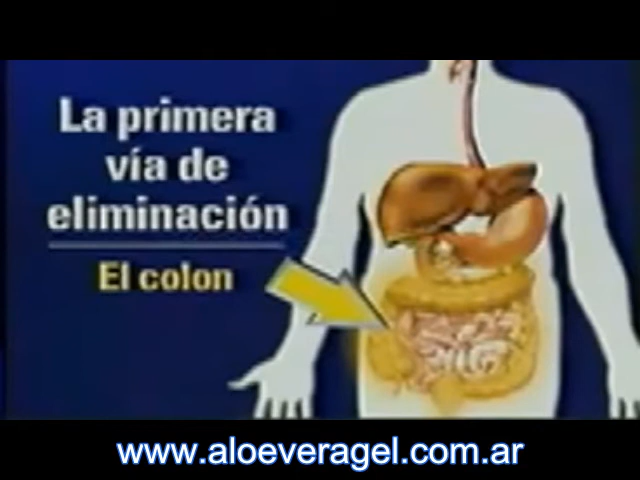 La primera
vía de
eliminación
El colon
www.aloeveragel.com.ar